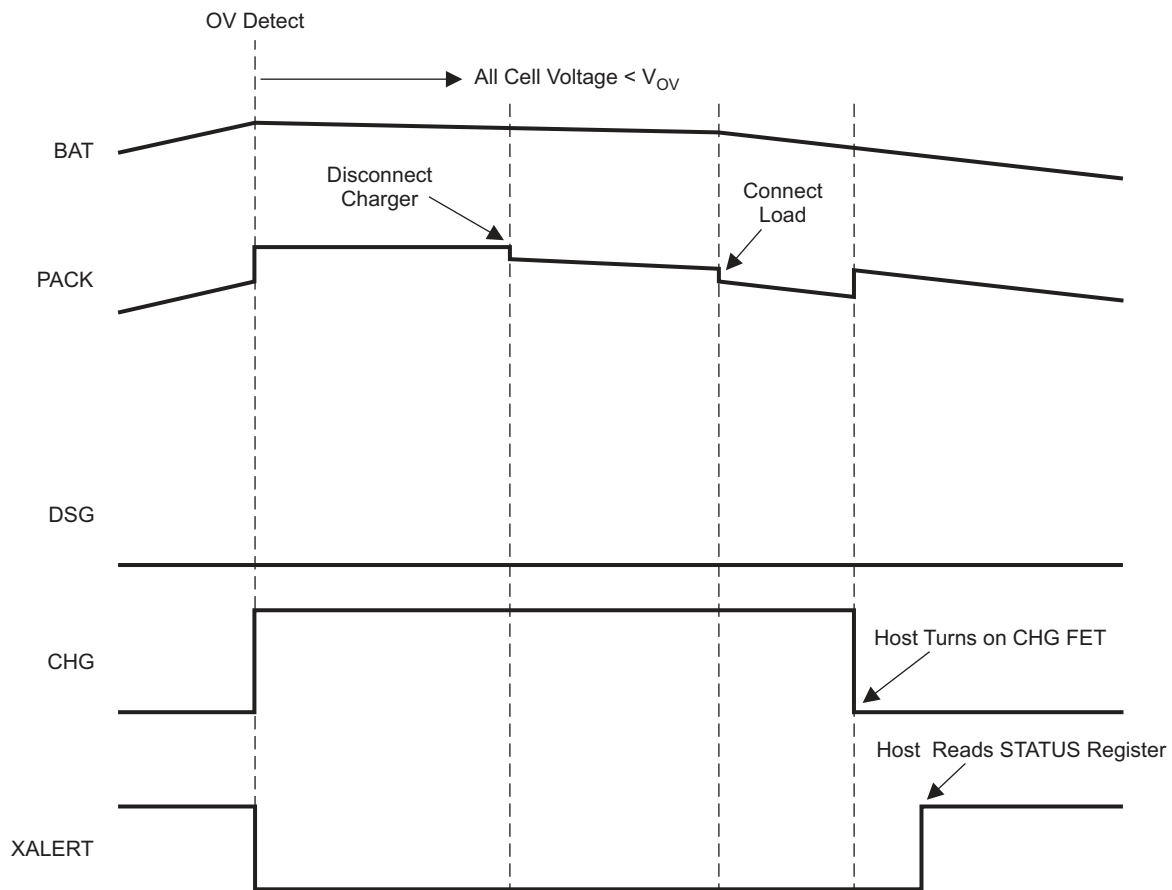 OV Detect
All Cell Voltage < VOV
BAT
Disconnect
Charger
Connect
Load
PACK
DSG
Host Turns on CHG FET
CHG
Host Reads STATUS Register
XALERT